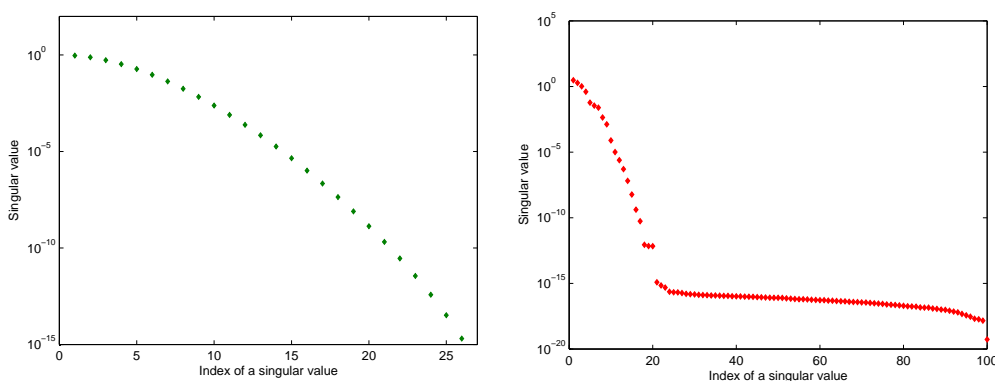 10^0
10^-5
10^-10
10^-15
0 5 10 15 20 25
Index of a singular value
Singular value
10^5
10^0
10^-5
10^-10
10^-15
10^-20
0 20 40 60 80 100
Index of a singular value
Singular value